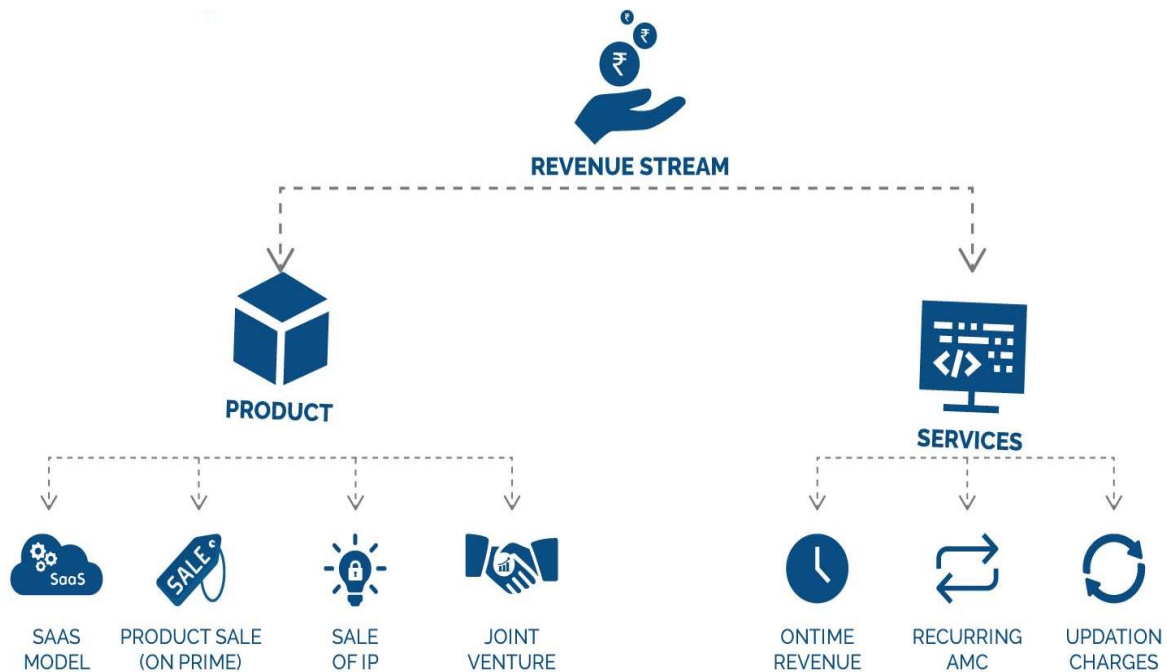 ₹
₹
₹
REVENUE STREAM
PRODUCT
</>
SERVICES
SaaS
SALE
SAAS
MODEL
PRODUCT SALE
(ON PRIME)
SALE
OF IP
JOINT
VENTURE
ONTIME
REVENUE
RECURRING
AMC
UPDATION
CHARGES